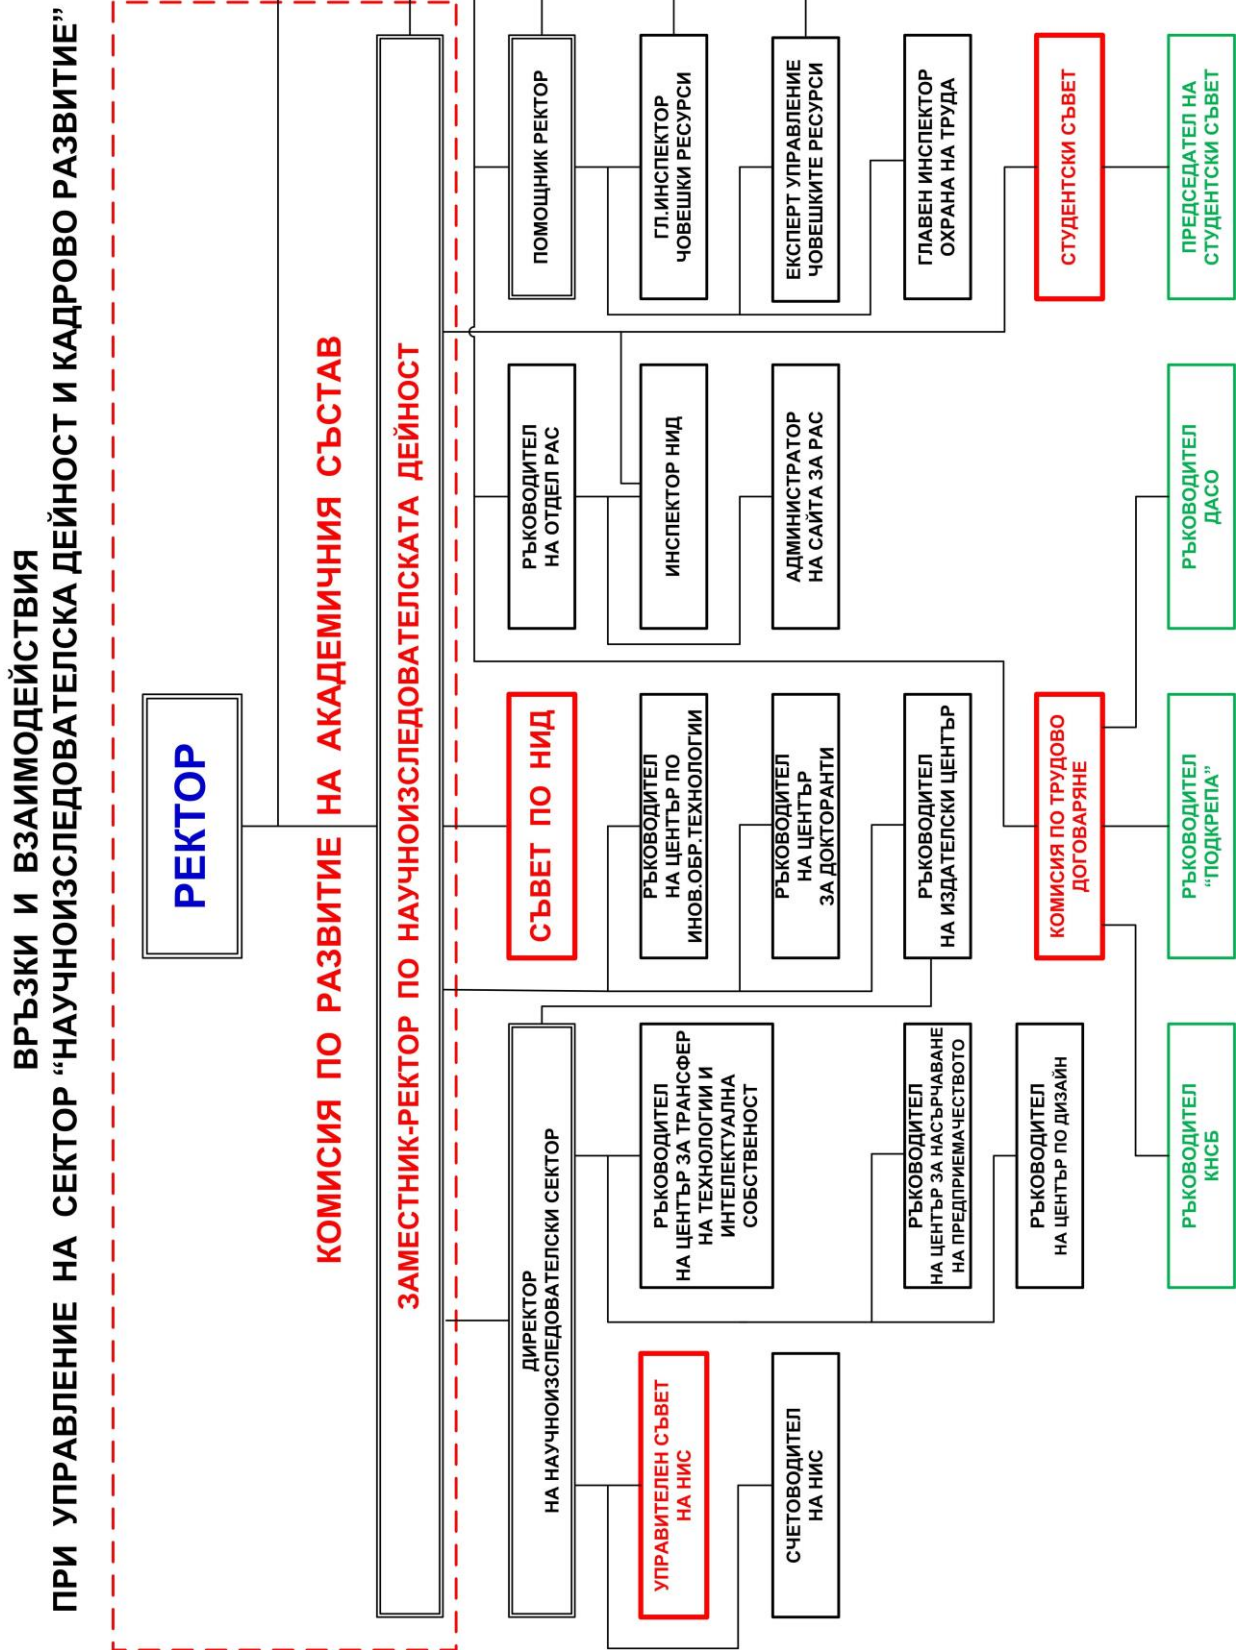 ВРЪЗКИ И ВЗАИМОДЕЙСТВИЯ
ПРИ УПРАВЛЕНИЕ НА СЕКТОР “НАУЧНОИЗСЛЕДОВАТЕЛСКА ДЕЙНОСТ И КАДРОВО РАЗВИТИЕ”
РЕКТОР
КОМИСИЯ ПО РАЗВИТИЕ НА АКАДЕМИЧНИЯ СЪСТАВ
ЗАМЕСТНИК-РЕКТОР ПО НАУЧНОИЗСЛЕДОВАТЕЛСКАТА ДЕЙНОСТ
ДИРЕКТОР
НА НАУЧНОИЗСЛЕДОВАТЕЛСКИ СЕКТОР
СЪВЕТ ПО НИД
РЪКОВОДИТЕЛ
НА ОТДЕЛ РАС
ПОМОЩНИК РЕКТОР
УПРАВИТЕЛЕН СЪВЕТ
НА НИС
РЪКОВОДИТЕЛ
НА ЦЕНТЪР ЗА ТРАНСФЕР
НА ТЕХНОЛОГИИ И
ИНТЕЛЕКТУАЛНА
СОБСТВЕНОСТ
РЪКОВОДИТЕЛ
НА ЦЕНТЪР ПО
ИНОВ.ОБР.ТЕХНОЛОГИИ
ИНСПЕКТОР НИД
ГЛ.ИНСПЕКТОР
ЧОВЕШКИ РЕСУРСИ
СЧЕТОВОДИТЕЛ
НА НИС
РЪКОВОДИТЕЛ
НА ЦЕНТЪР
ЗА ДОКТОРАНТИ
АДМИНИСТРАТОР
НА САЙТА ЗА РАС
ЕКСПЕРТ УПРАВЛЕНИЕ
ЧОВЕШКИТЕ РЕСУРСИ
РЪКОВОДИТЕЛ
НА ЦЕНТЪР ЗА НАСЪРЧАВАНЕ
НА ПРЕДПРИЕМАЧЕСТВОТО
РЪКОВОДИТЕЛ
НА ИЗДАТЕЛСКИ ЦЕНТЪР
ГЛАВЕН ИНСПЕКТОР
ОХРАНА НА ТРУДА
РЪКОВОДИТЕЛ
НА ЦЕНТЪР ПО ДИЗАЙН
КОМИСИЯ ПО ТРУДОВО
ДОГОВАРЯНЕ
СТУДЕНТСКИ СЪВЕТ
РЪКОВОДИТЕЛ
КНСБ
РЪКОВОДИТЕЛ
“ПОДКРЕПА”
РЪКОВОДИТЕЛ
ДАСО
ПРЕДСЕДАТЕЛ НА
СТУДЕНТСКИ СЪВЕТ